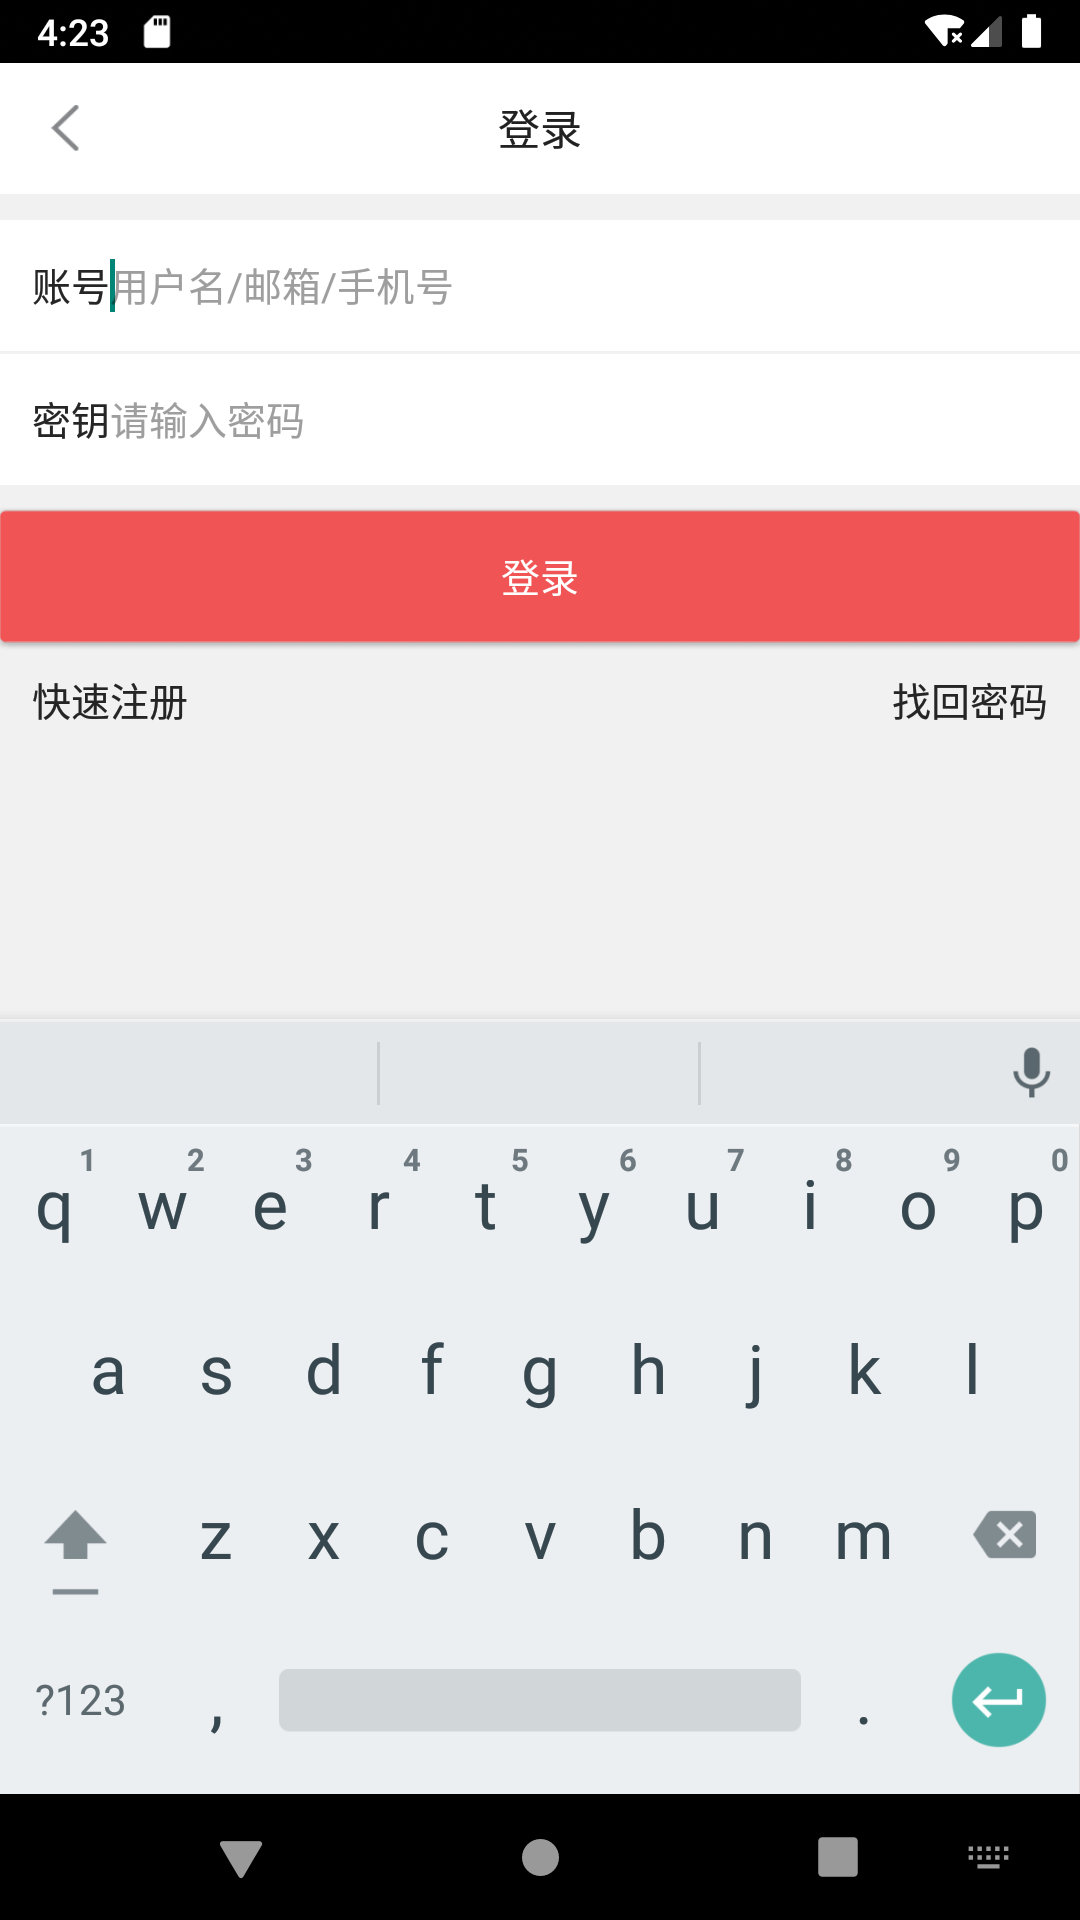 4:23
登录
账号用户名/邮箱/手机号
密钥请输入密码
登录
快速注册 找回密码
1 2 3 4 5 6 7 8 9 0
q w e r t y u i o p
a s d f g h j k l
z x c v b n m
?123 , .